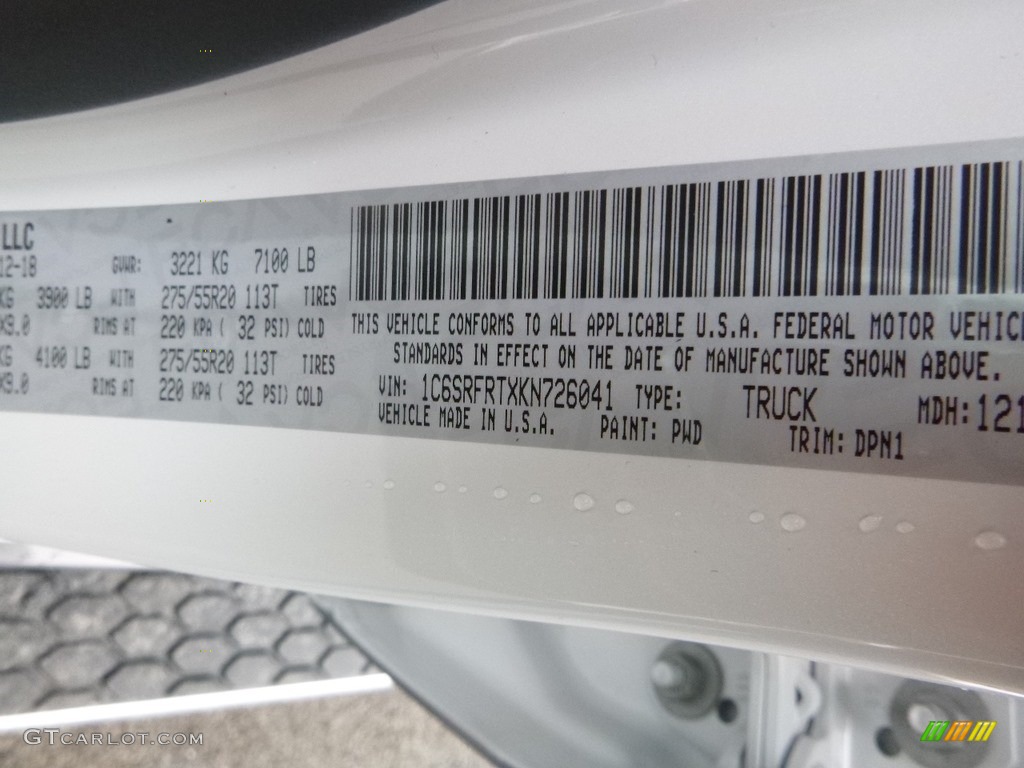 LLC
12-18 GVWR: 3221 KG 7100 LB
KG 3900 LB WITH 275/55R20 113T TIRES
X9.0 RIMS AT 220 KPA ( 32 PSI) COLD
KG 4100 LB WITH 275/55R20 113T TIRES
X9.0 RIMS AT 220 KPA ( 32 PSI) COLD
THIS VEHICLE CONFORMS TO ALL APPLICABLE U.S.A. FEDERAL MOTOR VEHIC
STANDARDS IN EFFECT ON THE DATE OF MANUFACTURE SHOWN ABOVE.
VIN: 1C6SRFRTXKN726041 TYPE: TRUCK MDH: 121
VEHICLE MADE IN U.S.A. PAINT: PWD TRIM: DPN1
GTCARLOT.COM